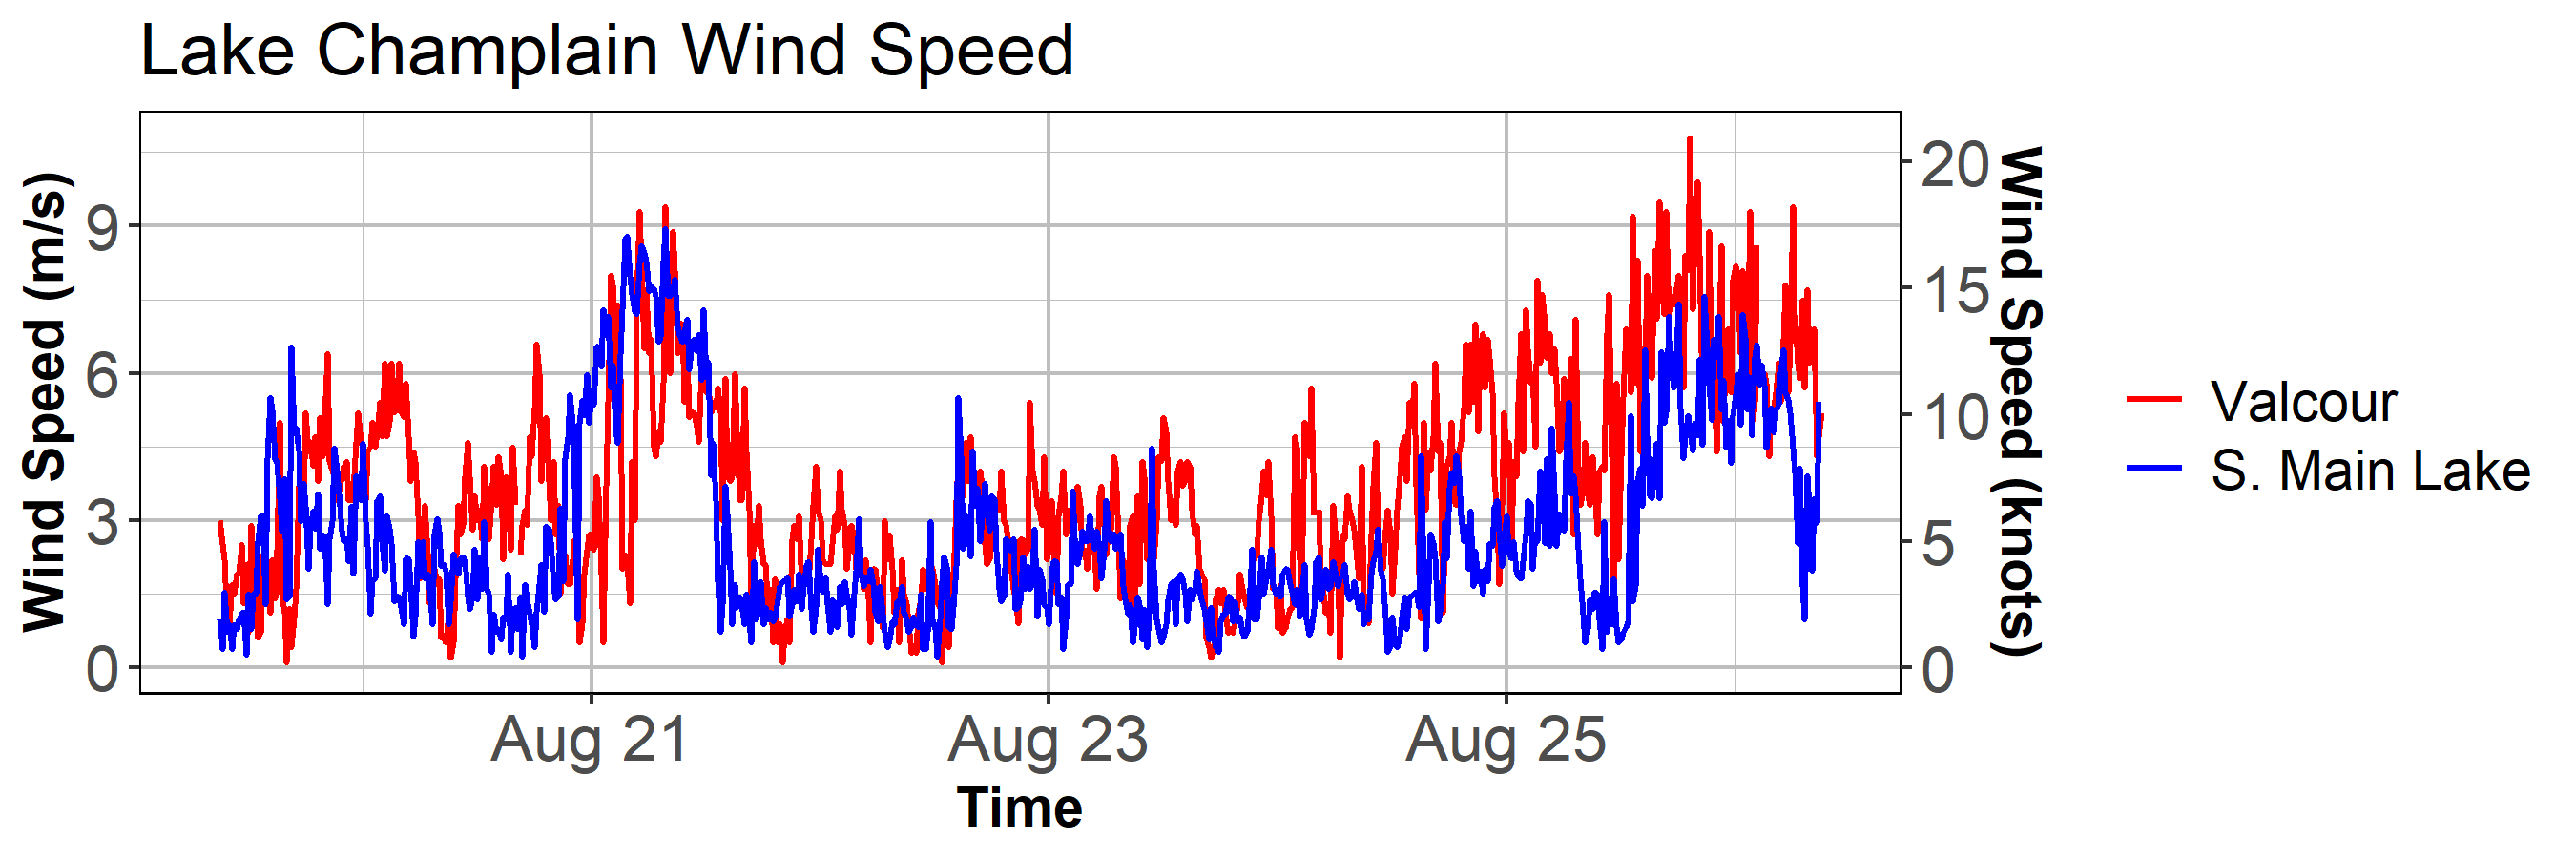 Lake Champlain Wind Speed
Wind Speed (m/s)
9
6
3
0
20
15
10
5
0
Wind Speed (knots)
Aug 21
Aug 23
Aug 25
Time
Valcour
S. Main Lake